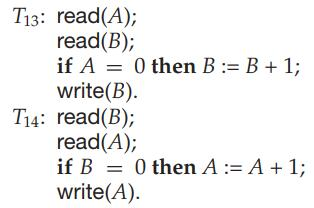 T13: read(A);
read(B);
if A = 0 then B := B + 1;
write(B).
T14: read(B);
read(A);
if B = 0 then A := A + 1;
write(A).